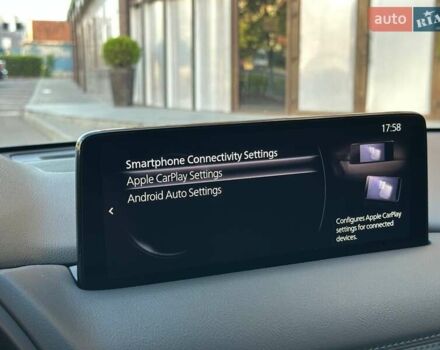 auto RIA
17:58
Smartphone Connectivity Settings
Apple CarPlay Settings
Android Auto Settings
Configures Apple CarPlay
settings for connected
devices.